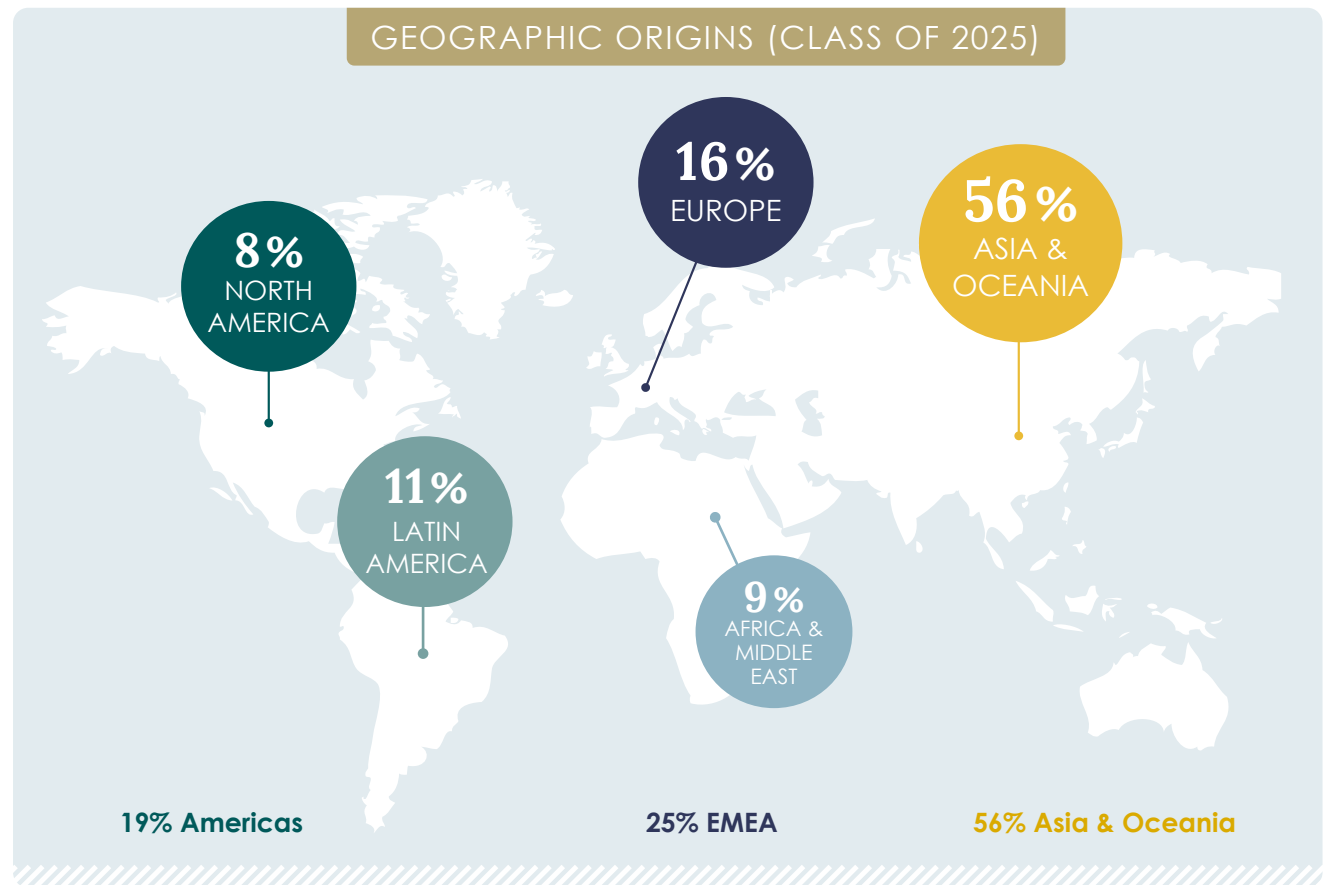 GEOGRAPHIC ORIGINS (CLASS OF 2025)
16%
EUROPE
56%
ASIA &
OCEANIA
8%
NORTH
AMERICA
11%
LATIN
AMERICA
9%
AFRICA &
MIDDLE
EAST
19% Americas
25% EMEA
56% Asia & Oceania